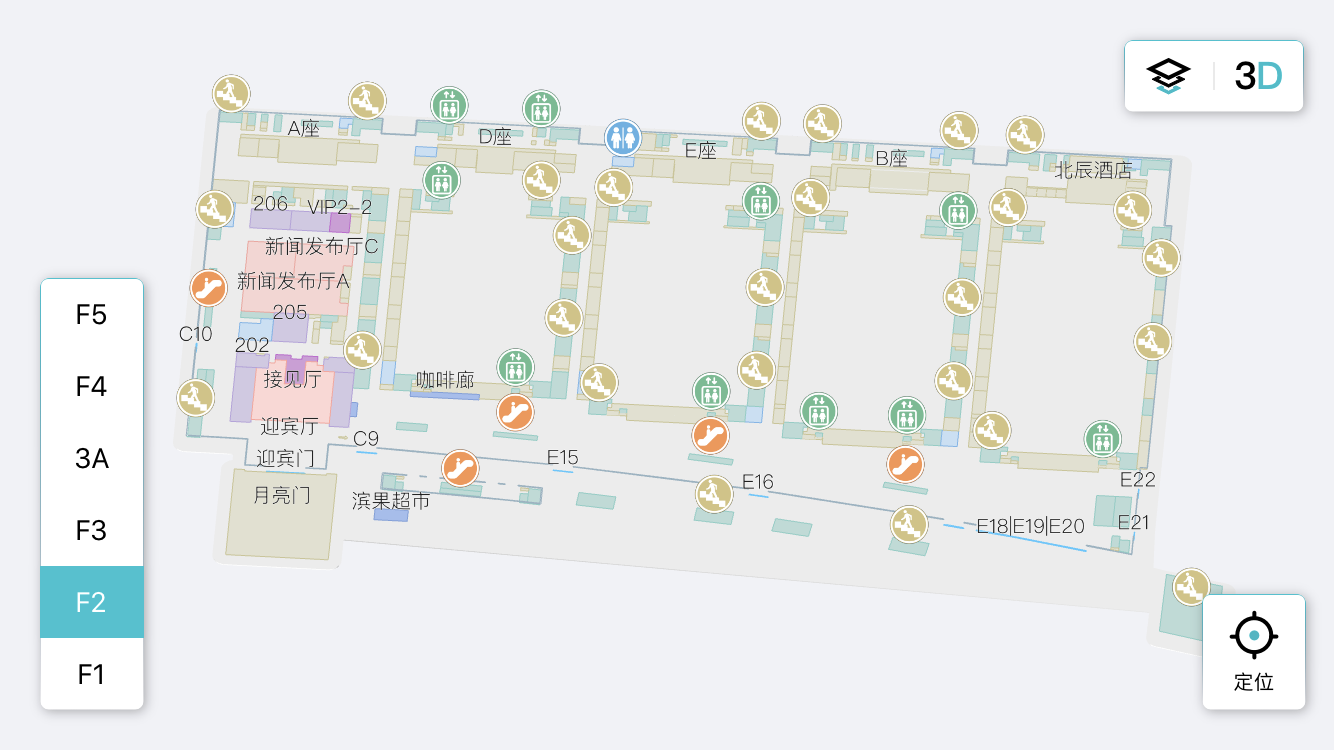 3D
A座
D座
E座
B座
北辰酒店
206
VIP2-2
新闻发布厅C
新闻发布厅A
205
C10
202
接见厅
咖啡廊
迎宾厅
C9
迎宾门
E15
月亮门
滨果超市
E16
E22
E18|E19|E20
E21
F5
F4
3A
F3
F2
F1
定位